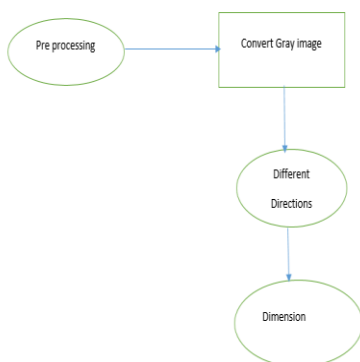 Pre processing
Convert Gray image
Different
Directions
Dimension